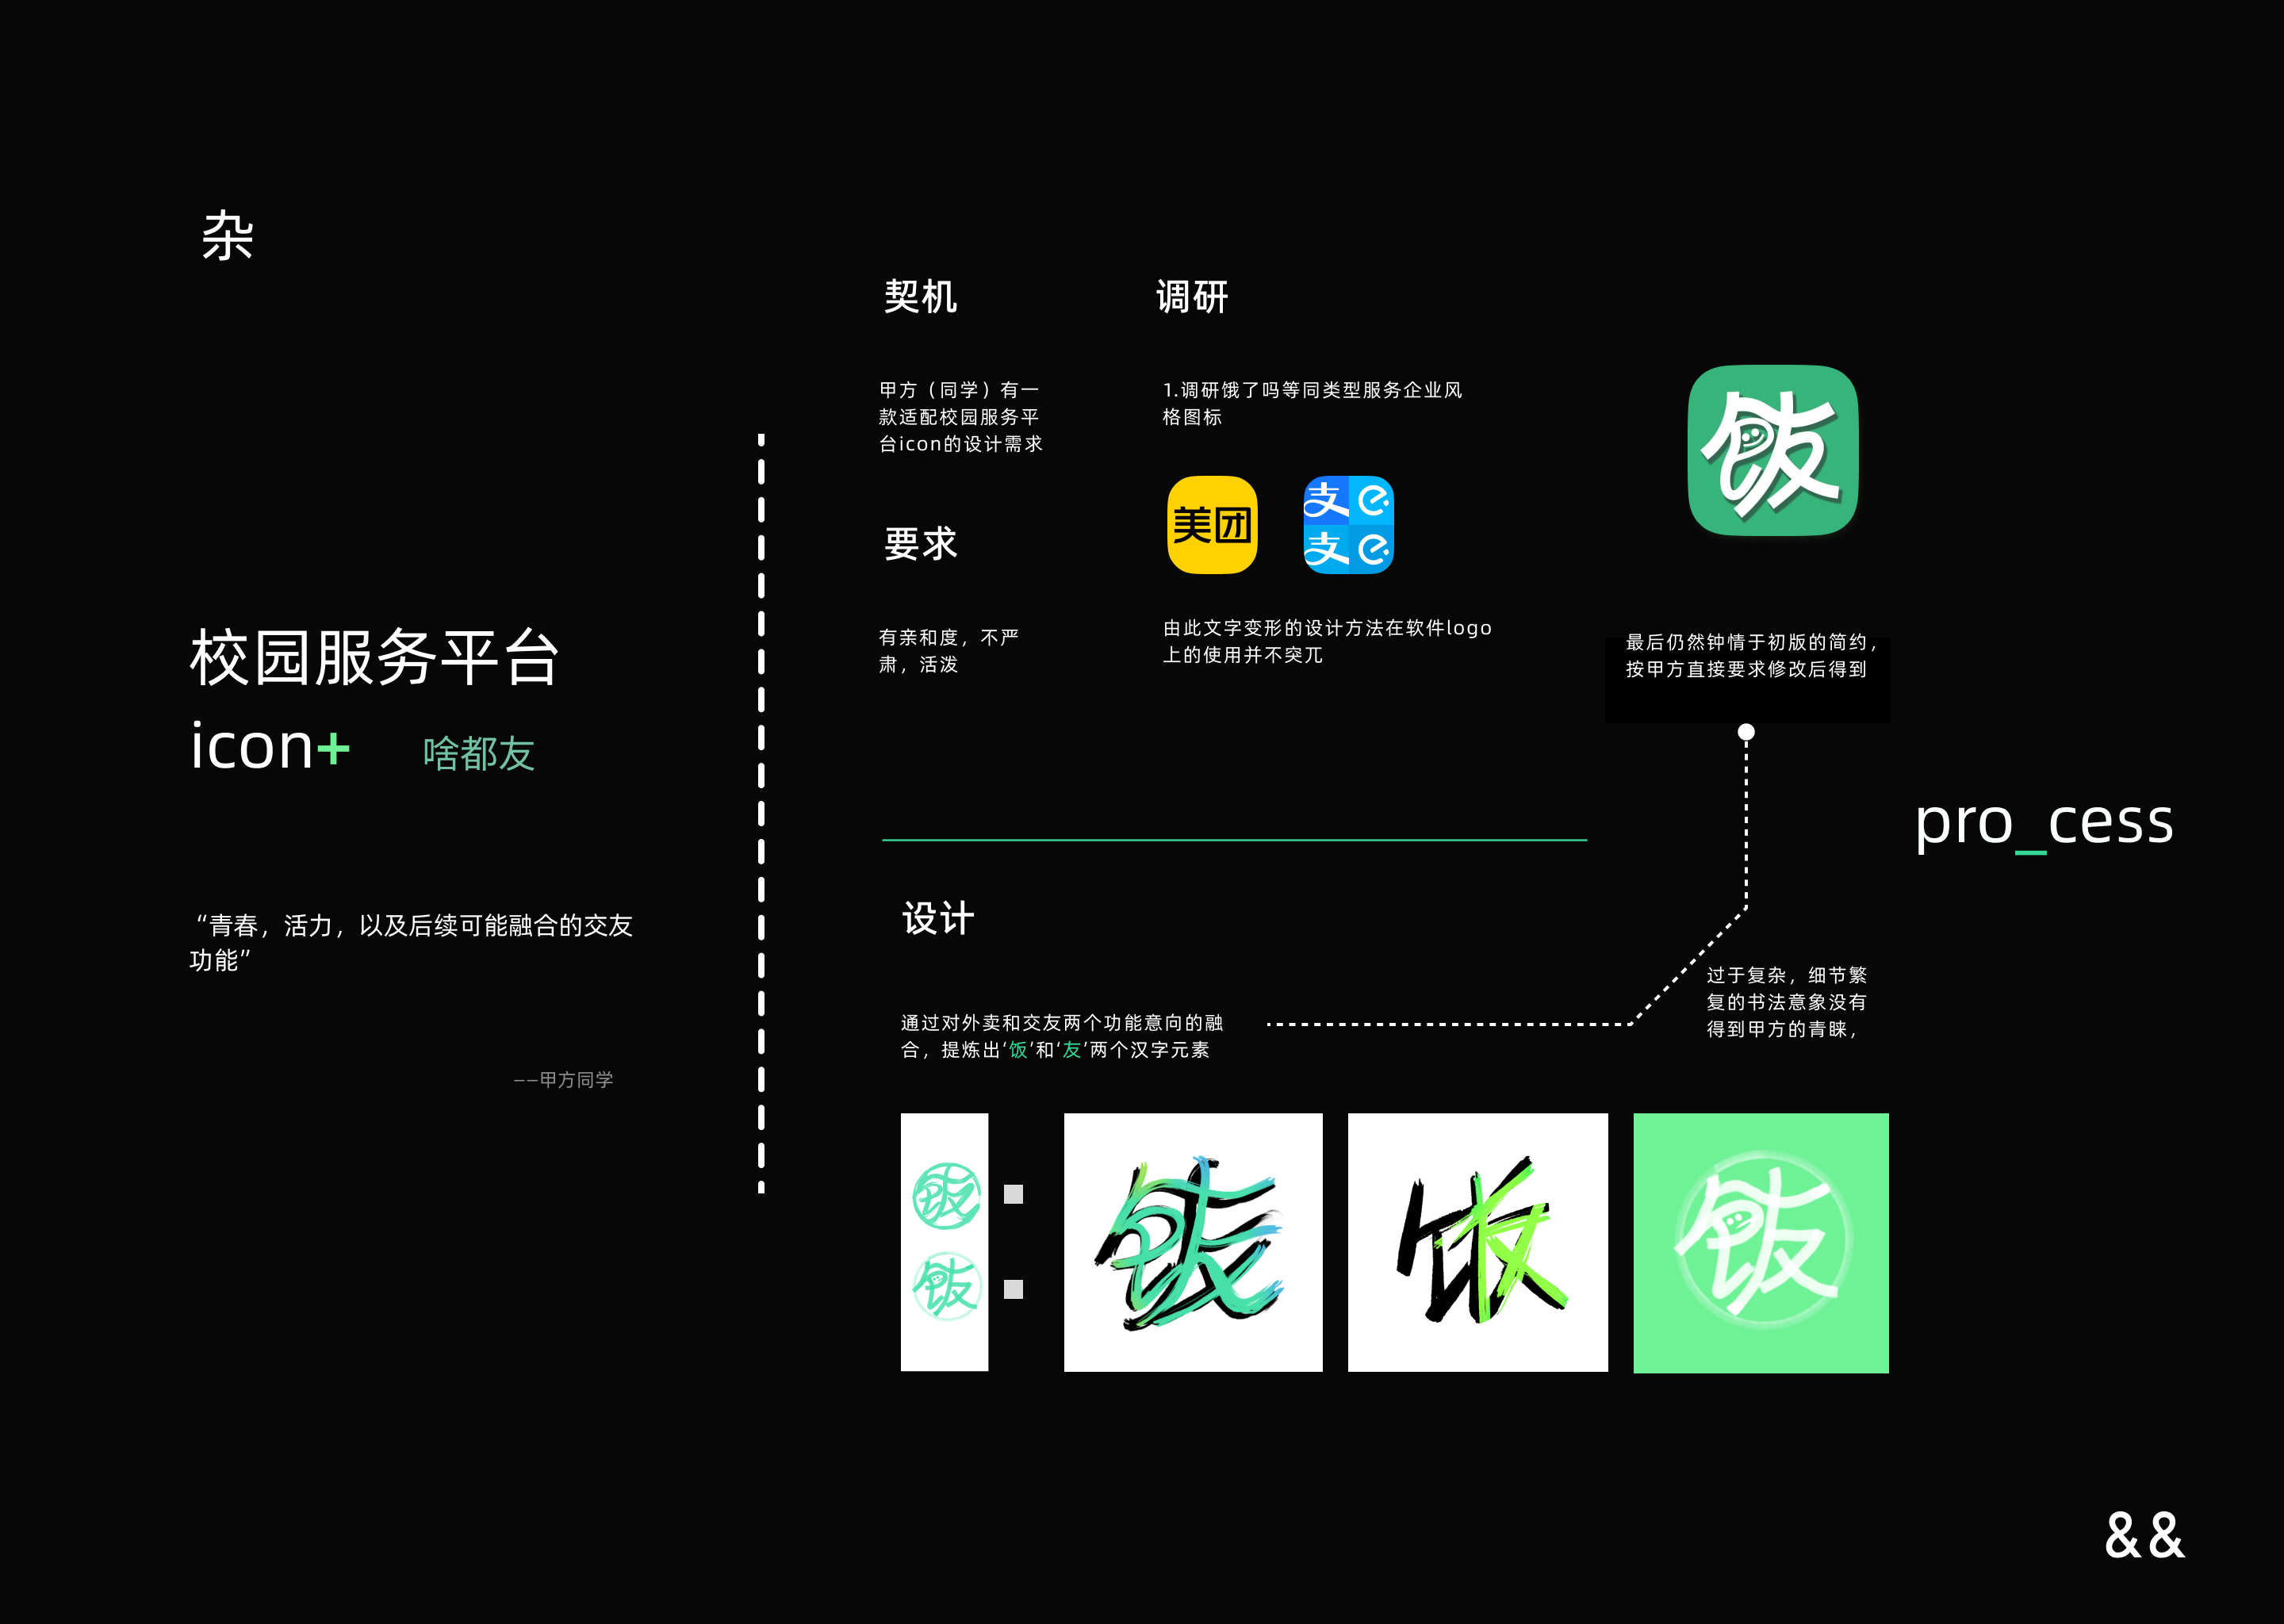 杂
校园服务平台
icon+
啥都友
“青春，活力，以及后续可能融合的交友
功能”
——甲方同学
契机
甲方（同学）有一
款适配校园服务平
台icon的设计需求
要求
有亲和度，不严
肃，活泼
调研
1.调研饿了吗等同类型服务企业风
格图标
美团
支
支
由此文字变形的设计方法在软件logo
上的使用并不突兀
最后仍然钟情于初版的简约，
按甲方直接要求修改后得到
pro_cess
设计
通过对外卖和交友两个功能意向的融
合，提炼出‘饭’和‘友’两个汉字元素
过于复杂，细节繁
复的书法意象没有
得到甲方的青睐，
&&